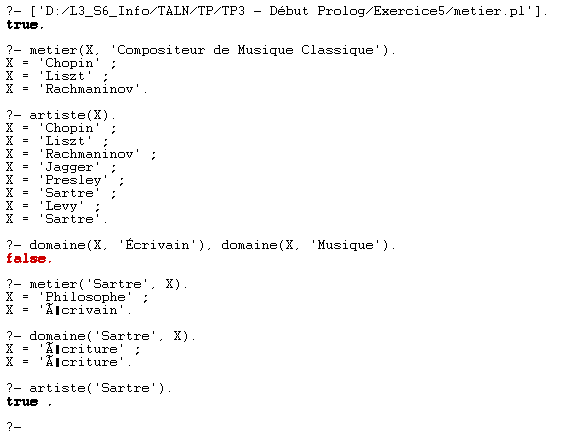 ?- ['D:/L3_S6_Info/TALN/TP/TP3 - Début Prolog/Exercice5/metier.pl'].
true.
?- metier(X, 'Compositeur de Musique Classique').
X = 'Chopin' ;
X = 'Liszt' ;
X = 'Rachmaninov'.
?- artiste(X).
X = 'Chopin' ;
X = 'Liszt' ;
X = 'Rachmaninov' ;
X = 'Jagger' ;
X = 'Presley' ;
X = 'Sartre' ;
X = 'Levy' ;
X = 'Sartre'.
?- domaine(X, 'Écrivain'), domaine(X, 'Musique').
false.
?- metier('Sartre', X).
X = 'Philosophe' ;
X = 'Ã▮crivain'.
?- domaine('Sartre', X).
X = 'Ã▮criture' ;
X = 'Ã▮criture'.
?- artiste('Sartre').
true .
?-